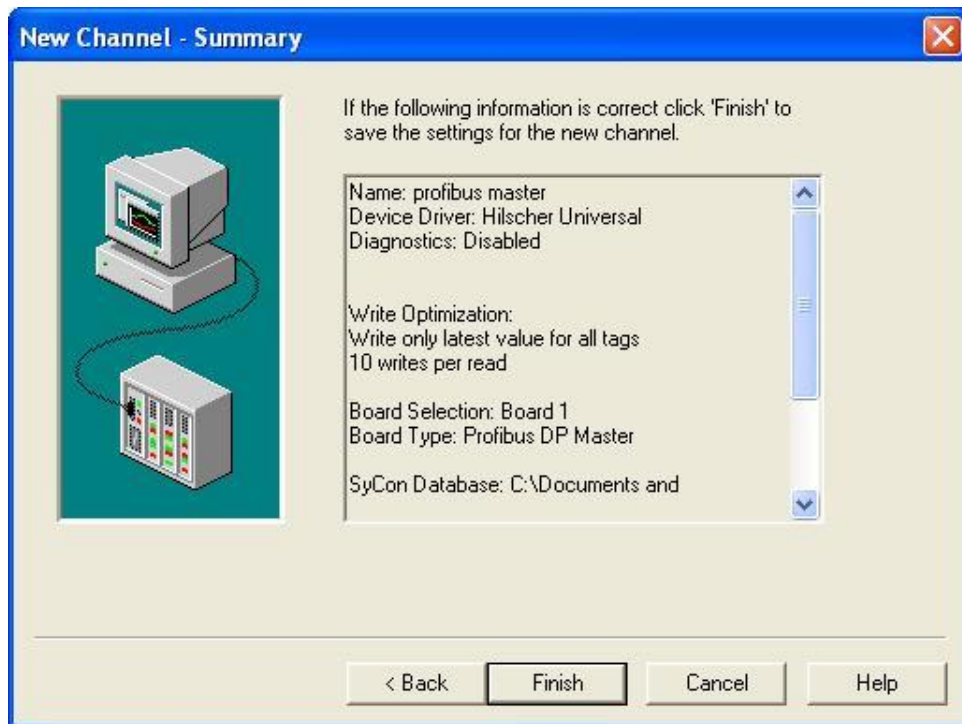 New Channel - Summary
If the following information is correct click 'Finish' to
save the settings for the new channel.
Name: profibus master
Device Driver: Hilscher Universal
Diagnostics: Disabled
Write Optimization:
Write only latest value for all tags
10 writes per read
Board Selection: Board 1
Board Type: Profibus DP Master
SyCon Database: C:\Documents and
< Back
Finish
Cancel
Help